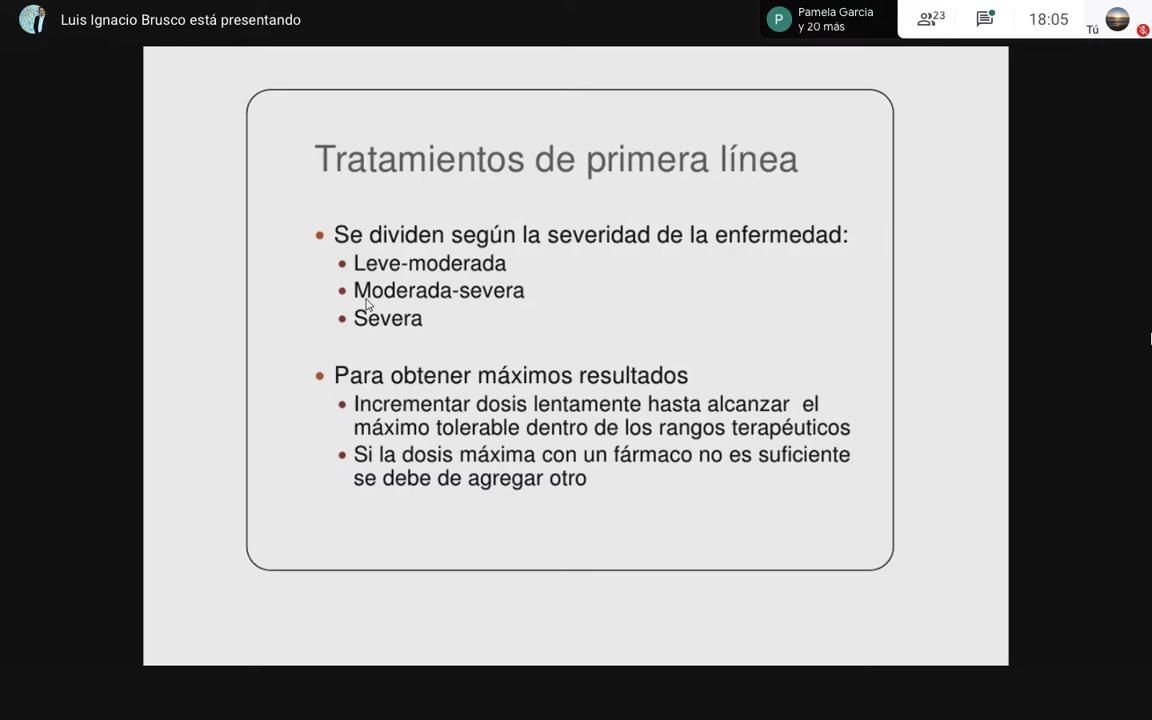 Luis Ignacio Brusco está presentando
P
Pamela Garcia
y 20 más
23
18:05
Tú
Tratamientos de primera línea
• Se dividen según la severidad de la enfermedad:
• Leve-moderada
• Moderada-severa
• Severa
• Para obtener máximos resultados
• Incrementar dosis lentamente hasta alcanzar el
máximo tolerable dentro de los rangos terapéuticos
• Si la dosis máxima con un fármaco no es suficiente
se debe de agregar otro